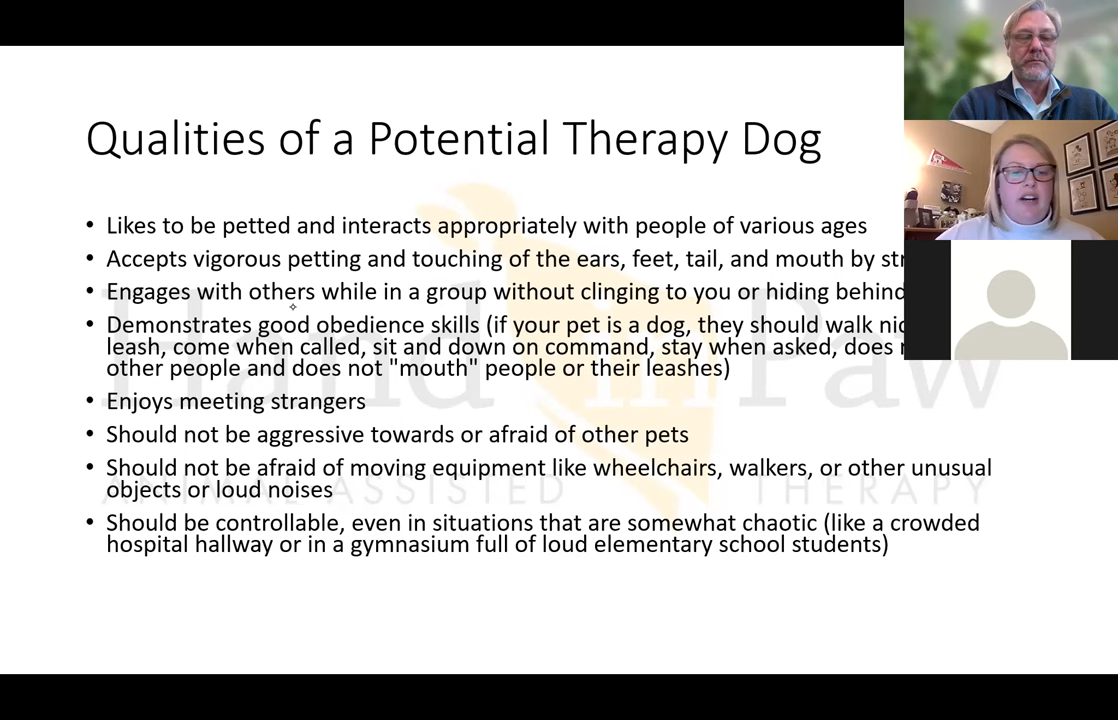 Qualities of a Potential Therapy Dog
• Likes to be petted and interacts appropriately with people of various ages
• Accepts vigorous petting and touching of the ears, feet, tail, and mouth by
• Engages with others while in a group without clinging to you or hiding behind
• Demonstrates good obedience skills (if your pet is a dog, they should walk
leash, come when called, sit and down on command, stay when asked, does
other people and does not "mouth" people or their leashes)
• Enjoys meeting strangers
• Should not be aggressive towards or afraid of other pets
• Should not be afraid of moving equipment like wheelchairs, walkers, or other unusual
objects or loud noises
• Should be controllable, even in situations that are somewhat chaotic (like a crowded
hospital hallway or in a gymnasium full of loud elementary school students)
Hand in Paw
ANIMAL ASSISTED THERAPY